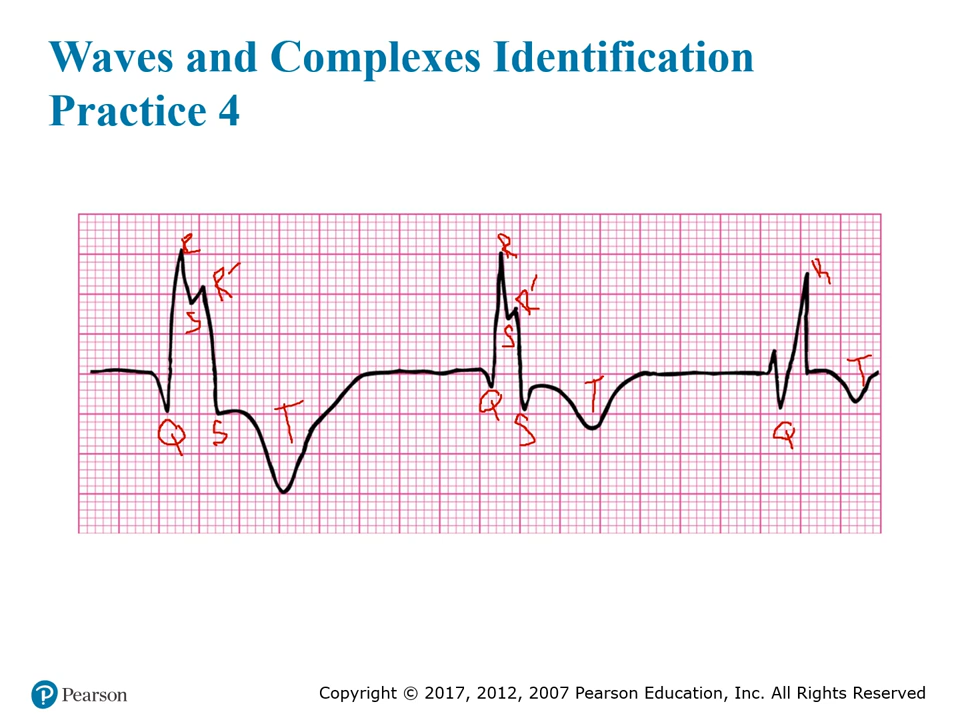 Waves and Complexes Identification
Practice 4
R R' S Q S T
R R' S Q S T
R Q T
Pearson
Copyright © 2017, 2012, 2007 Pearson Education, Inc. All Rights Reserved